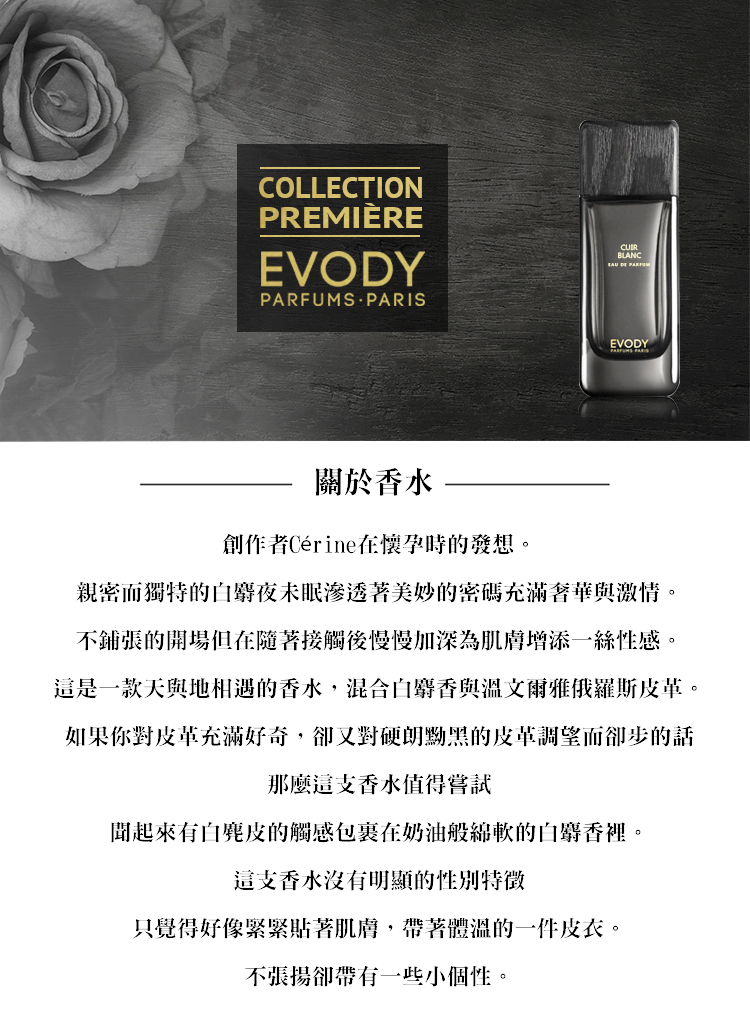 COLLECTION
PREMIÈRE
EVODY
PARFUMS·PARIS
CUIR
BLANC
EAU DE PARFUM
EVODY
PARFUMS PARIS
關於香水
創作者Cérine在懷孕時的發想。
親密而獨特的白麝夜未眠滲透著美妙的密碼充滿奢華與激情。
不鋪張的開場但在隨著接觸後慢慢加深為肌膚增添一絲性感。
這是一款天與地相遇的香水，混合白麝香與溫文爾雅俄羅斯皮革。
如果你對皮革充滿好奇，卻又對硬朗黝黑的皮革調望而卻步的話
那麼這支香水值得嘗試
聞起來有白麂皮的觸感包裹在奶油般綿軟的白麝香裡。
這支香水沒有明顯的性別特徵
只覺得好像緊緊貼著肌膚，帶著體溫的一件皮衣。
不張揚卻帶有一些小個性。